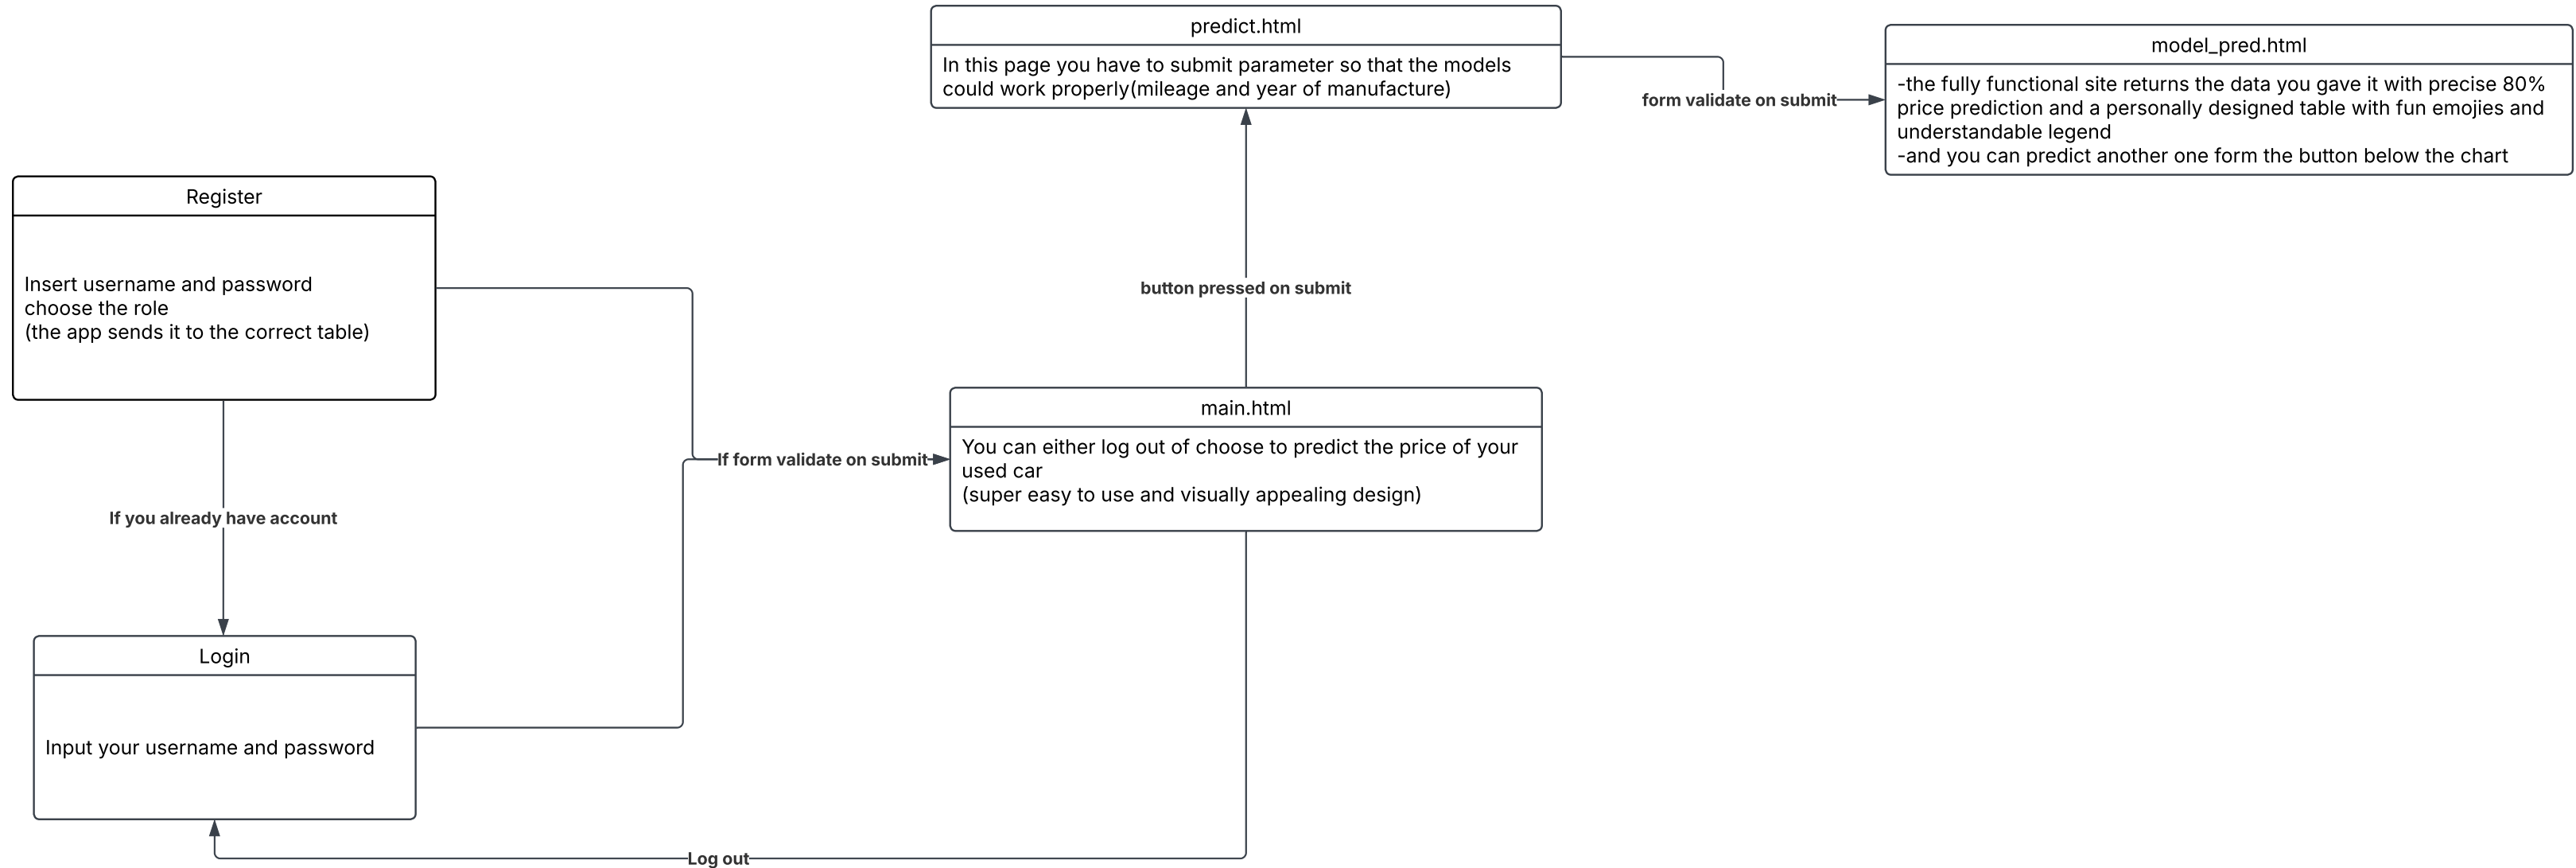 predict.html
In this page you have to submit parameter so that the models
could work properly(mileage and year of manufacture)
form validate on submit
model_pred.html
-the fully functional site returns the data you gave it with precise 80%
price prediction and a personally designed table with fun emojies and
understandable legend
-and you can predict another one form the button below the chart
Register
Insert username and password
choose the role
(the app sends it to the correct table)
button pressed on submit
If you already have account
If form validate on submit
main.html
You can either log out of choose to predict the price of your
used car
(super easy to use and visually appealing design)
Login
Input your username and password
Log out